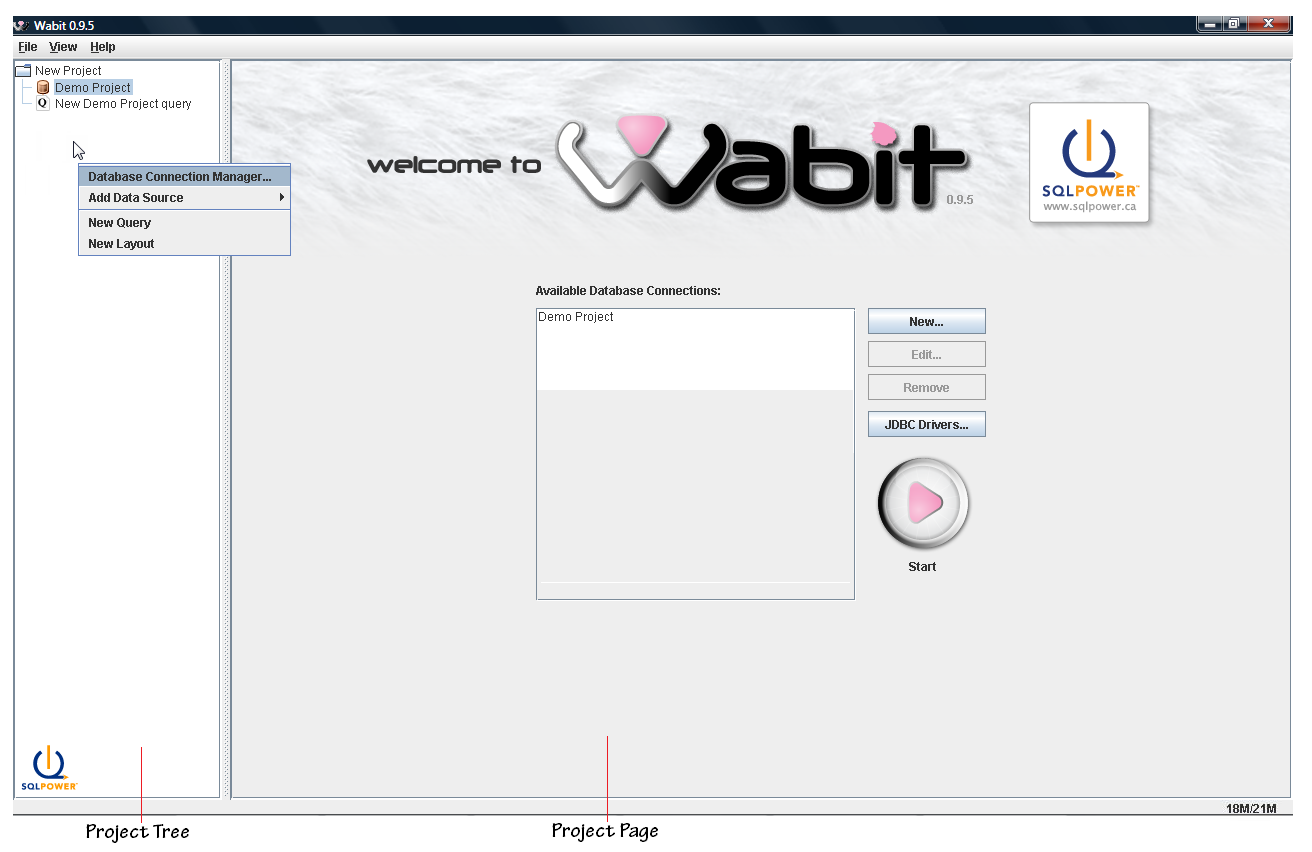 Wabit 0.9.5
File View Help
New Project
Demo Project
Q New Demo Project query
Database Connection Manager...
Add Data Source
New Query
New Layout
welcome to Wabit 0.9.5
SQLPOWER™
www.sqlpower.ca
Available Database Connections:
Demo Project
New...
Edit...
Remove
JDBC Drivers...
Start
SQLPOWER
18M/21M
Project Tree
Project Page